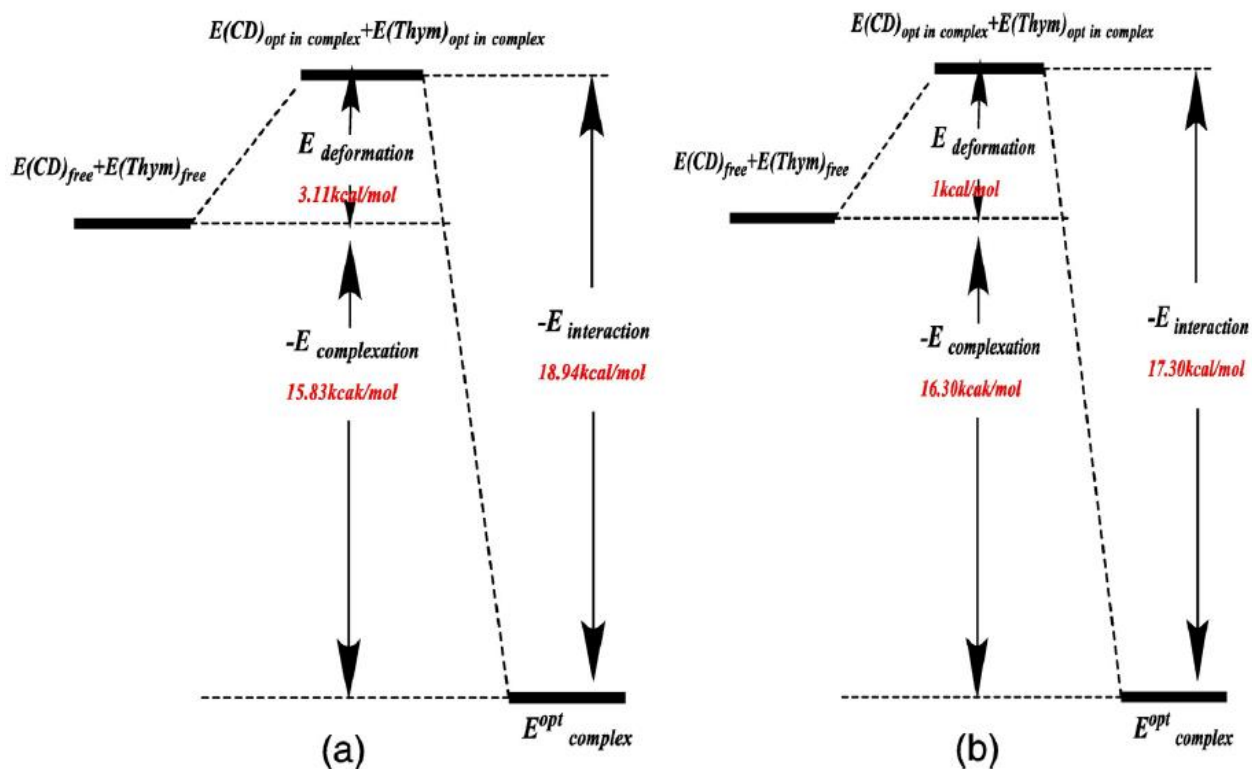 E(CD)opt in complex+E(Thym)opt in complex
E deformation
3.11kcal/mol
E(CD)free+E(Thym)free
-E complexation
15.83kcak/mol
-E interaction
18.94kcal/mol
E^opt complex
(a)
E(CD)opt in complex+E(Thym)opt in complex
E deformation
1kcal/mol
E(CD)free+E(Thym)free
-E complexation
16.30kcak/mol
-E interaction
17.30kcal/mol
E^opt complex
(b)